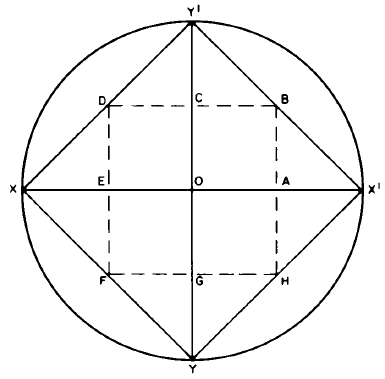 Y'
D C B
X E O A X'
F G H
Y